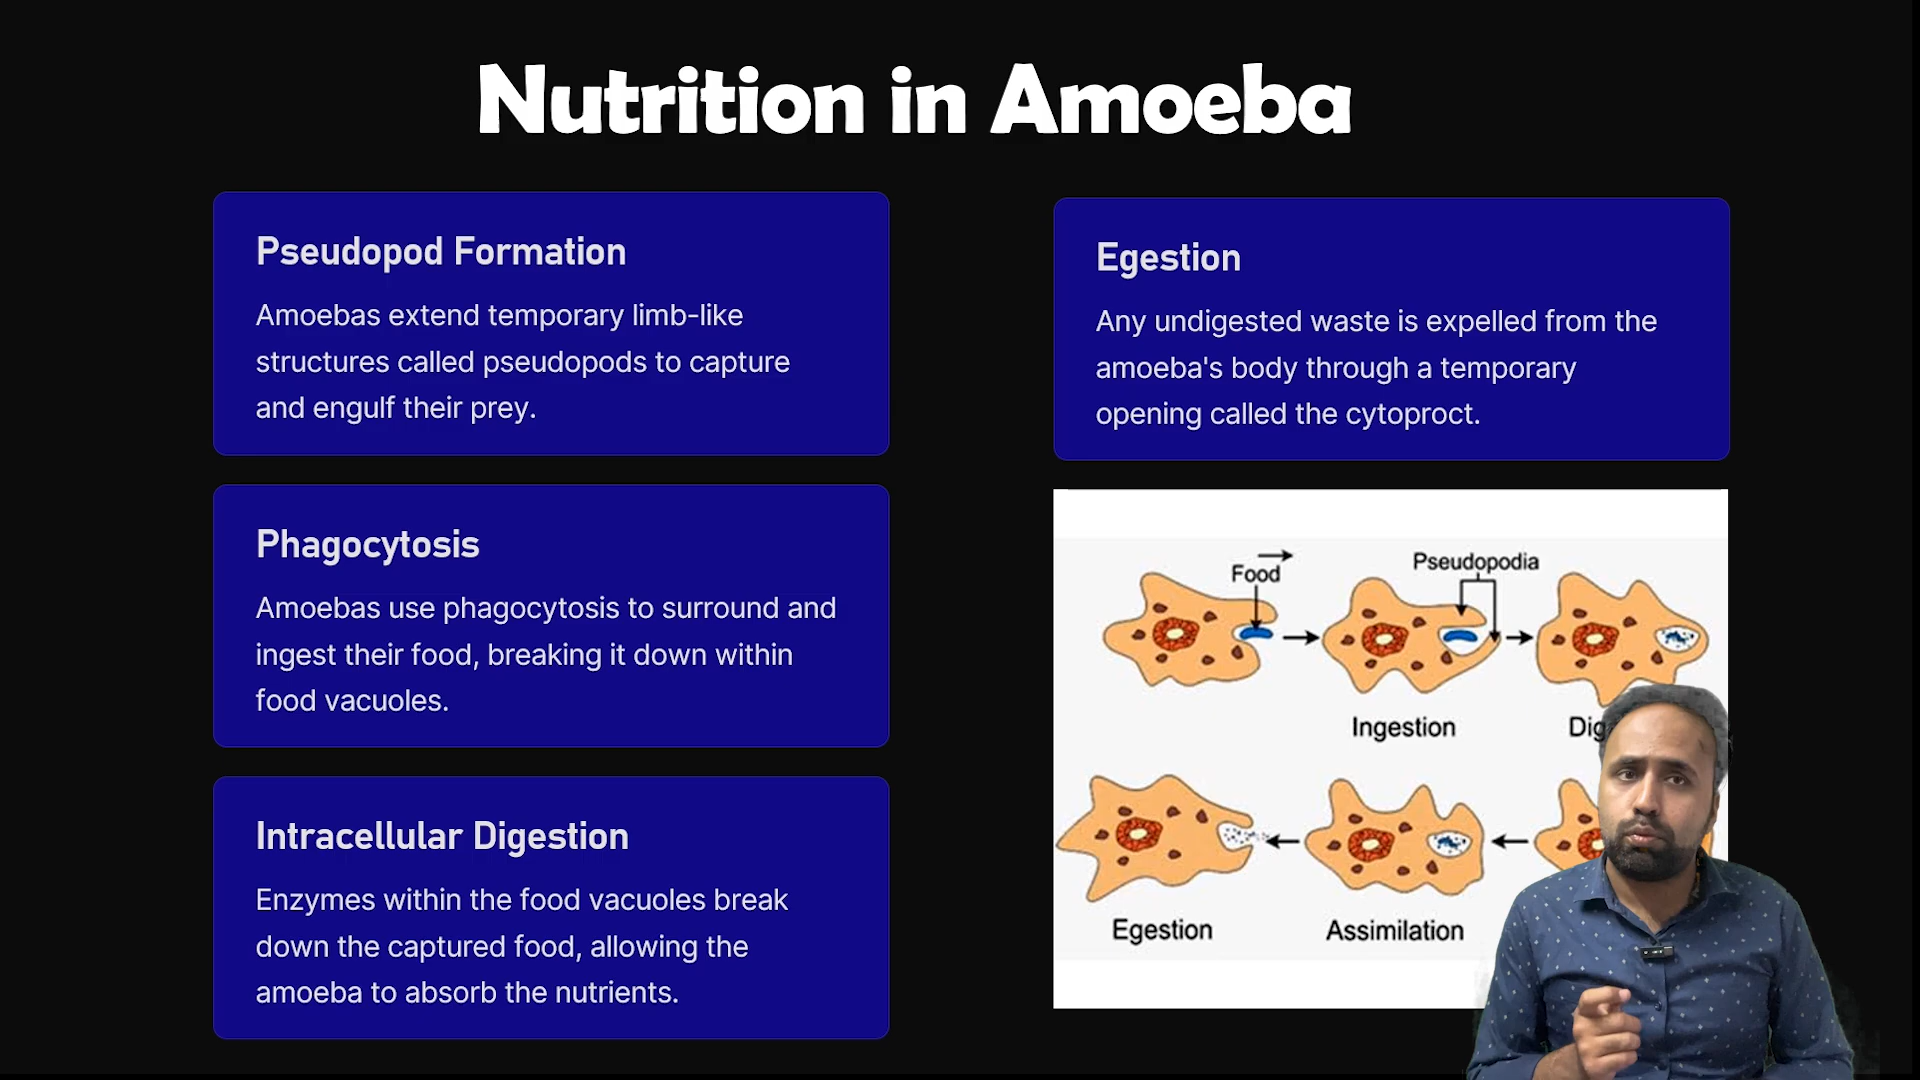 Nutrition in Amoeba
Pseudopod Formation
Amoebas extend temporary limb-like
structures called pseudopods to capture
and engulf their prey.
Phagocytosis
Amoebas use phagocytosis to surround and
ingest their food, breaking it down within
food vacuoles.
Intracellular Digestion
Enzymes within the food vacuoles break
down the captured food, allowing the
amoeba to absorb the nutrients.
Egestion
Any undigested waste is expelled from the
amoeba's body through a temporary
opening called the cytoproct.
Food
Pseudopodia
Ingestion
Egestion
Assimilation